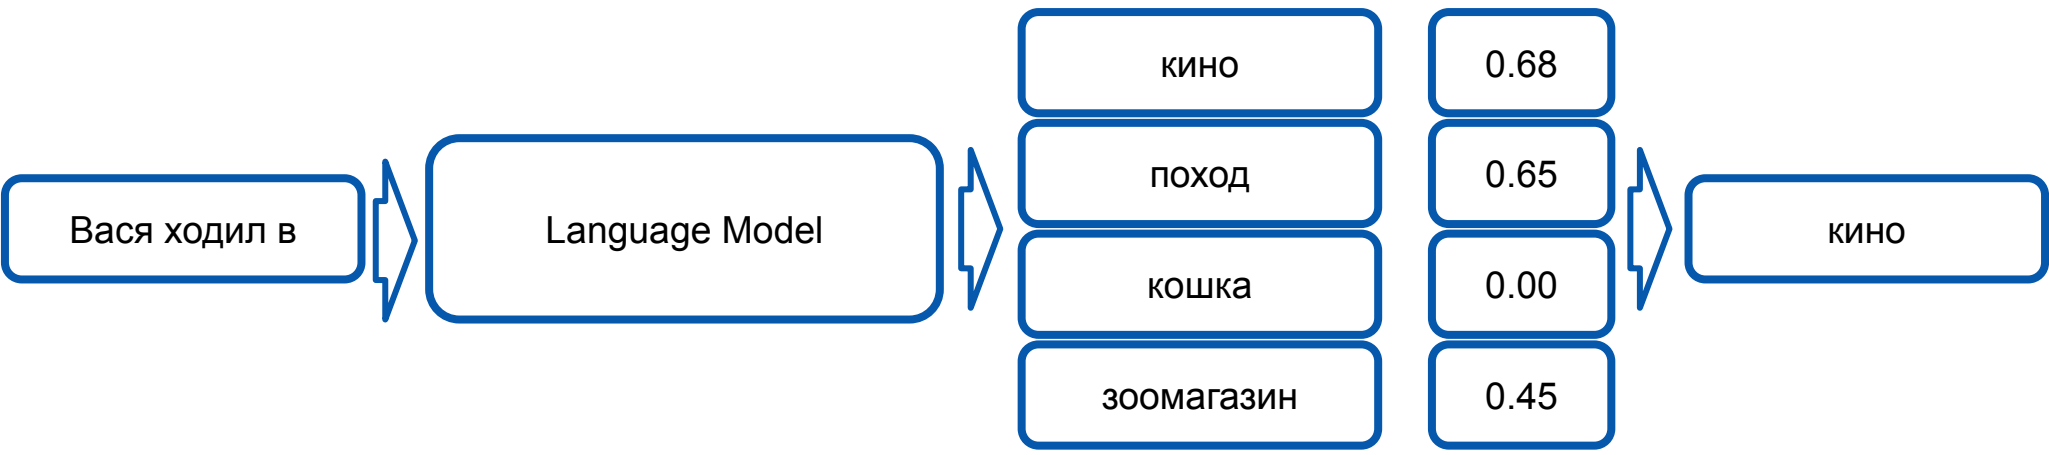 Вася ходил в
Language Model
кино
0.68
поход
0.65
кошка
0.00
зоомагазин
0.45
кино